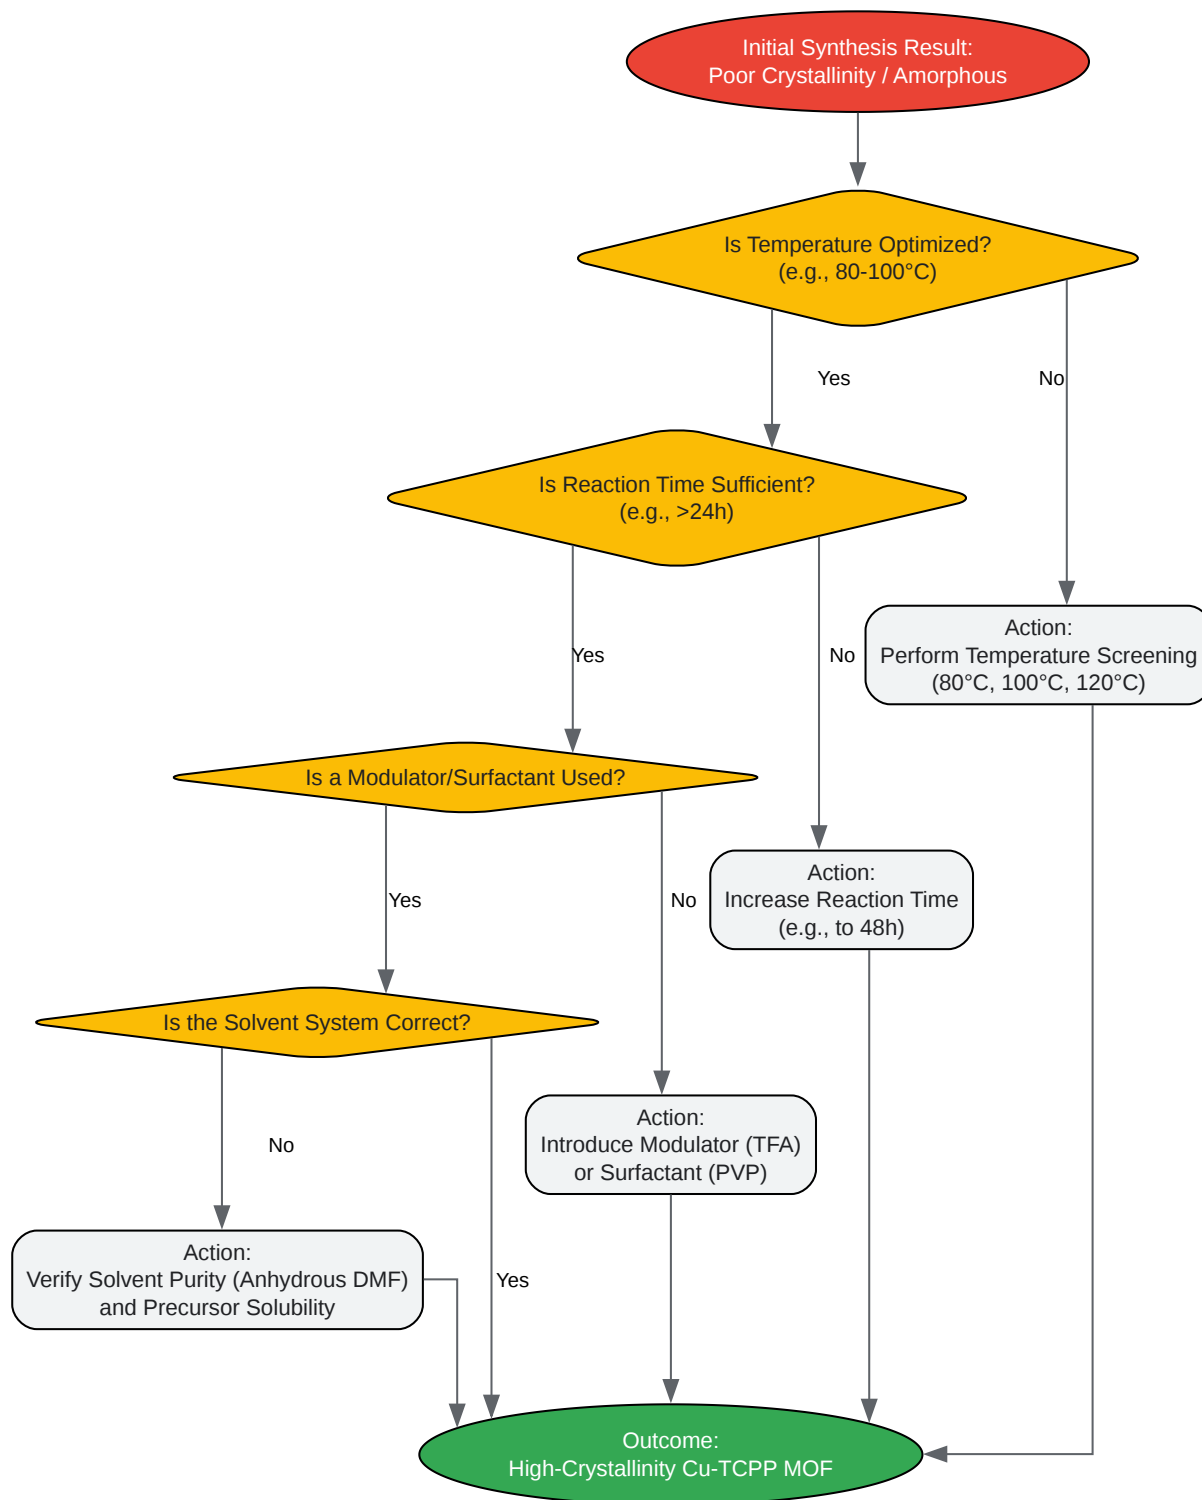 Initial Synthesis Result:
Poor Crystallinity / Amorphous
Is Temperature Optimized?
(e.g., 80-100°C)
Yes
No
Is Reaction Time Sufficient?
(e.g., >24h)
Yes
No
Action:
Perform Temperature Screening
(80°C, 100°C, 120°C)
Is a Modulator/Surfactant Used?
Yes
No
Action:
Increase Reaction Time
(e.g., to 48h)
Is the Solvent System Correct?
No
Yes
Action:
Introduce Modulator (TFA)
or Surfactant (PVP)
Action:
Verify Solvent Purity (Anhydrous DMF)
and Precursor Solubility
Outcome:
High-Crystallinity Cu-TCPP MOF